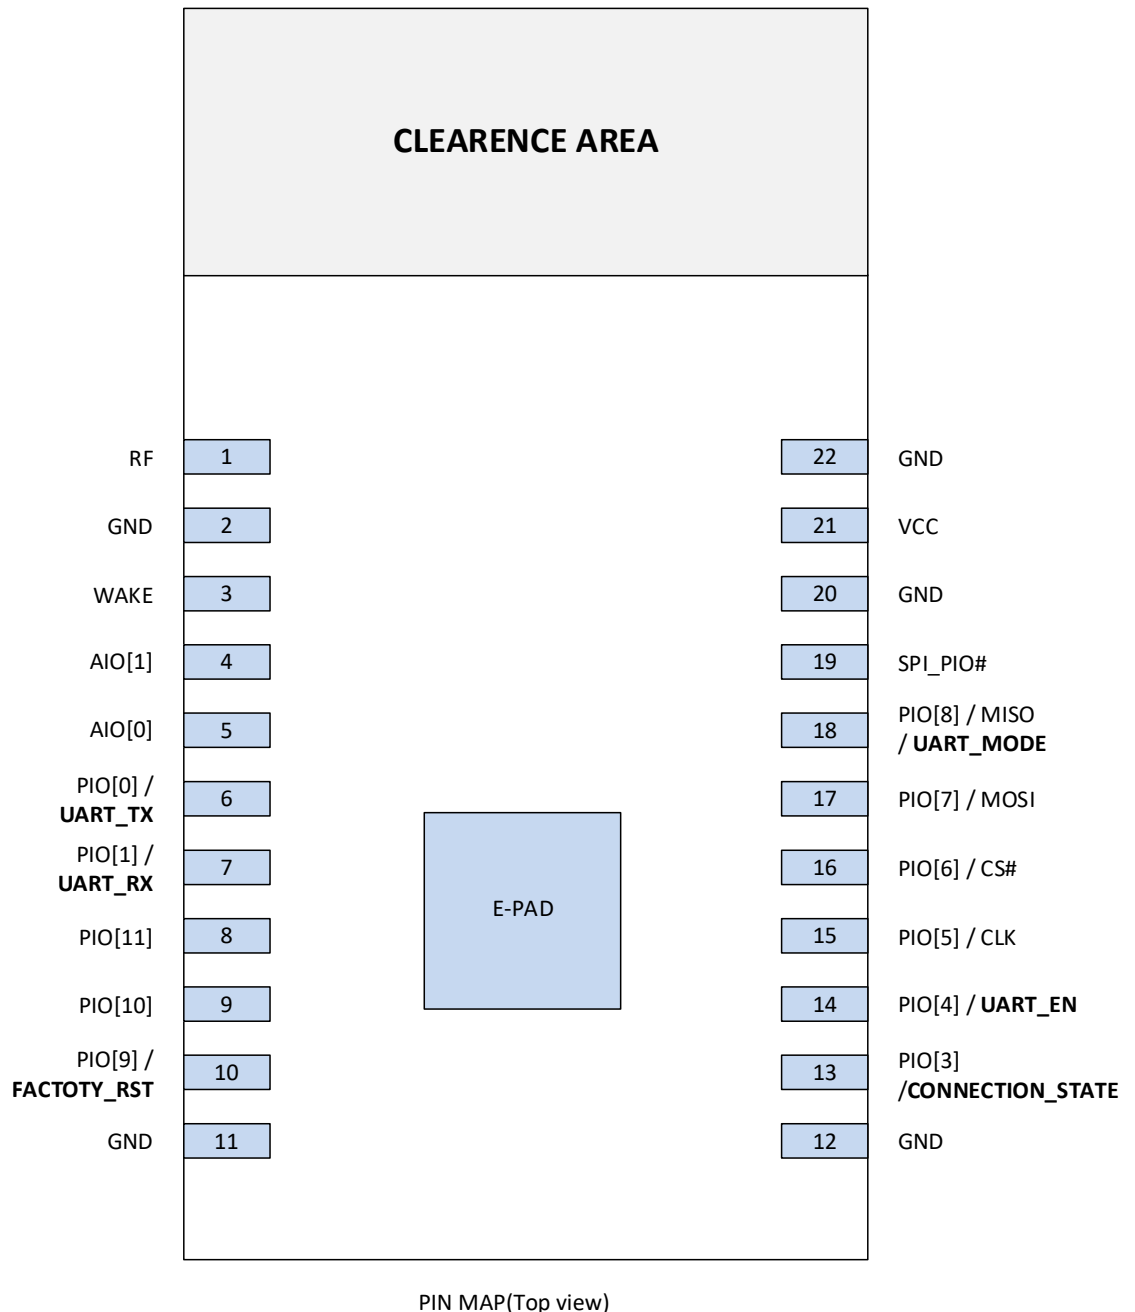 CLEARENCE AREA
RF 1
GND 2
WAKE 3
AIO[1] 4
AIO[0] 5
PIO[0] /
UART_TX 6
PIO[1] /
UART_RX 7
PIO[11] 8
PIO[10] 9
PIO[9] /
FACTOTY_RST 10
GND 11
E-PAD
22 GND
21 VCC
20 GND
19 SPI_PIO#
18 PIO[8] / MISO
/ UART_MODE
17 PIO[7] / MOSI
16 PIO[6] / CS#
15 PIO[5] / CLK
14 PIO[4] / UART_EN
13 PIO[3]
/CONNECTION_STATE
12 GND
PIN MAP(Top view)